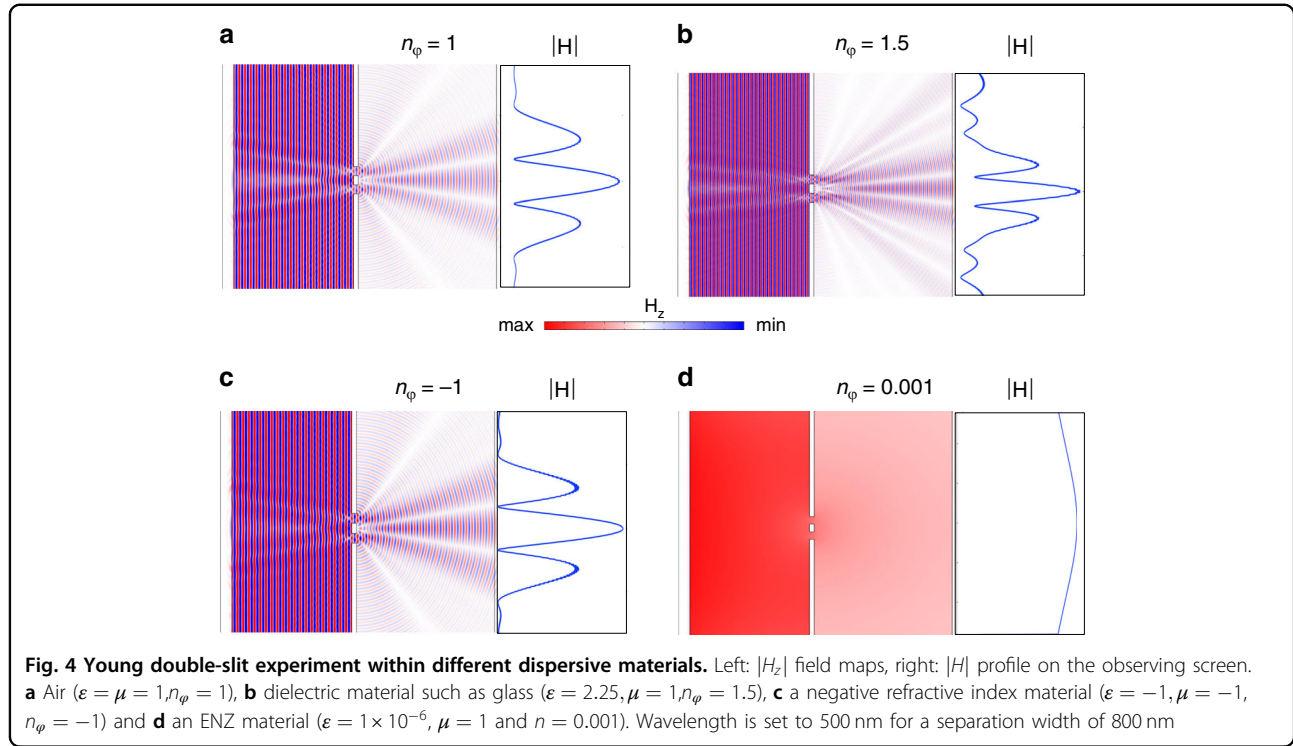 a
n_φ = 1
|H|
b
n_φ = 1.5
|H|
H_z
max
min
c
n_φ = –1
|H|
d
n_φ = 0.001
|H|
Fig. 4 Young double-slit experiment within different dispersive materials. Left: |H_z| field maps, right: |H| profile on the observing screen.
a Air (ε = μ = 1,n_φ = 1), b dielectric material such as glass (ε = 2.25, μ = 1,n_φ = 1.5), c a negative refractive index material (ε = −1, μ = −1,
n_φ = −1) and d an ENZ material (ε = 1 × 10⁻⁶, μ = 1 and n = 0.001). Wavelength is set to 500 nm for a separation width of 800 nm